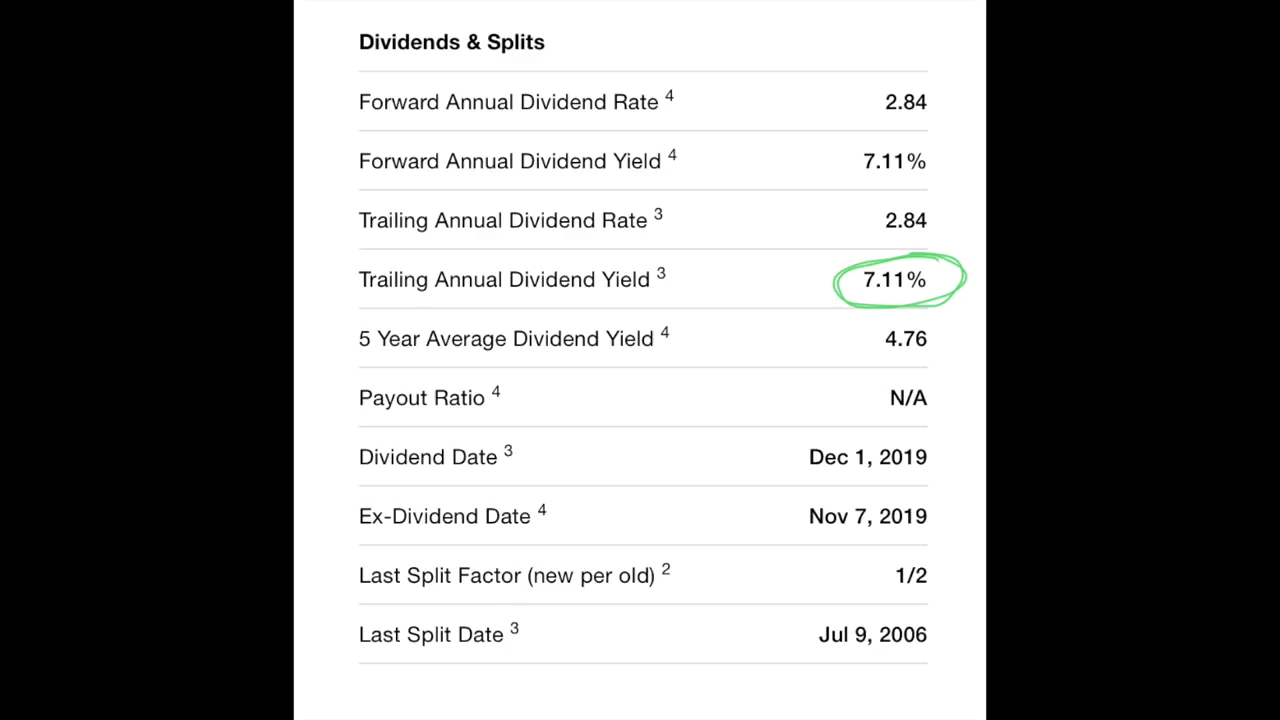 Dividends & Splits
Forward Annual Dividend Rate 4 2.84
Forward Annual Dividend Yield 4 7.11%
Trailing Annual Dividend Rate 3 2.84
Trailing Annual Dividend Yield 3 7.11%
5 Year Average Dividend Yield 4 4.76
Payout Ratio 4 N/A
Dividend Date 3 Dec 1, 2019
Ex-Dividend Date 4 Nov 7, 2019
Last Split Factor (new per old) 2 1/2
Last Split Date 3 Jul 9, 2006